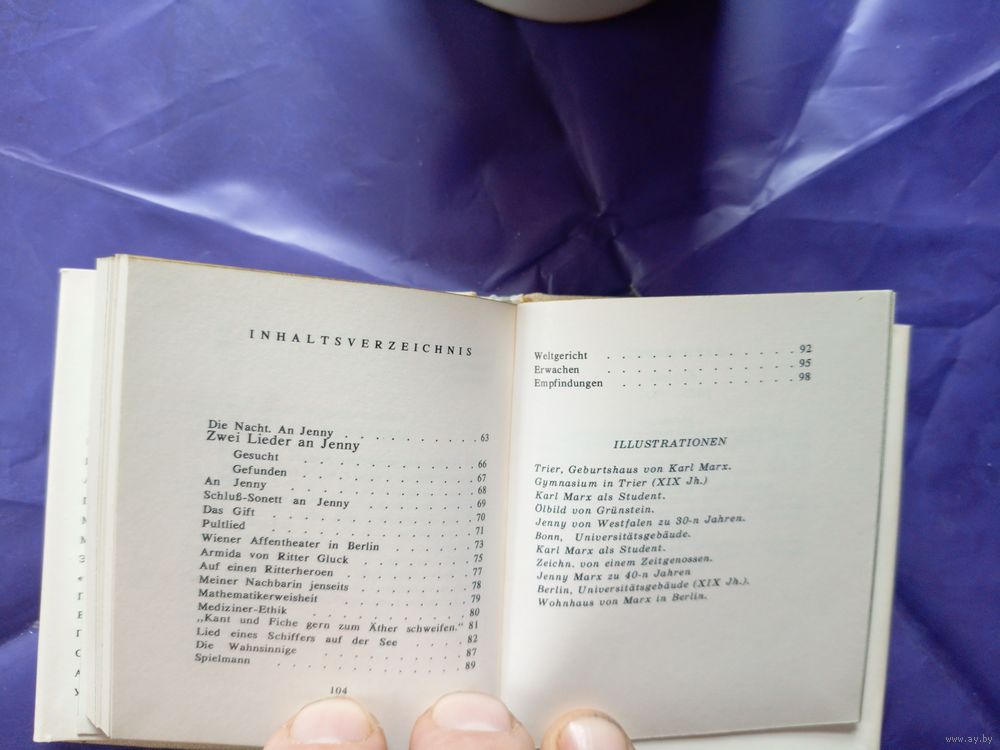 INHALTSVERZEICHNIS
Die Nacht. An Jenny . . . . . . . . . 63
Zwei Lieder an Jenny
Gesucht . . . . . . . . . . . 66
Gefunden . . . . . . . . . . 67
An Jenny . . . . . . . . . . . 68
Schluß-Sonett an Jenny . . . . . . . 69
Das Gift . . . . . . . . . . . . 70
Pultlied . . . . . . . . . . . . 71
Wiener Affentheater in Berlin . . . . . . 73
Armida von Ritter Gluck . . . . . . . 75
Auf einen Ritterheroen . . . . . . . . 77
Meiner Nachbarin jenseits . . . . . . . 78
Mathematikerweisheit . . . . . . . . 79
Mediziner-Ethik . . . . . . . . . . 80
„Kant und Fiche gern zum Äther schweifen.“ 81
Lied eines Schiffers auf der See . . . . 82
Die Wahnsinnige . . . . . . . . . 87
Spielmann . . . . . . . . . . . 89
104
Weltgericht . . . . . . . . . . . . . 92
Erwachen . . . . . . . . . . . . . 95
Empfindungen . . . . . . . . . . . . 98
ILLUSTRATIONEN
Trier, Geburtshaus von Karl Marx.
Gymnasium in Trier (XIX Jh.)
Karl Marx als Student.
Ölbild von Grünstein.
Jenny von Westfalen zu 30-n Jahren.
Bonn, Universitätsgebäude.
Karl Marx als Student.
Zeichn. von einem Zeitgenossen.
Jenny Marx zu 40-n Jahren
Berlin, Universitätsgebäude (XIX Jh.).
Wohnhaus von Marx in Berlin.
www.ay.by